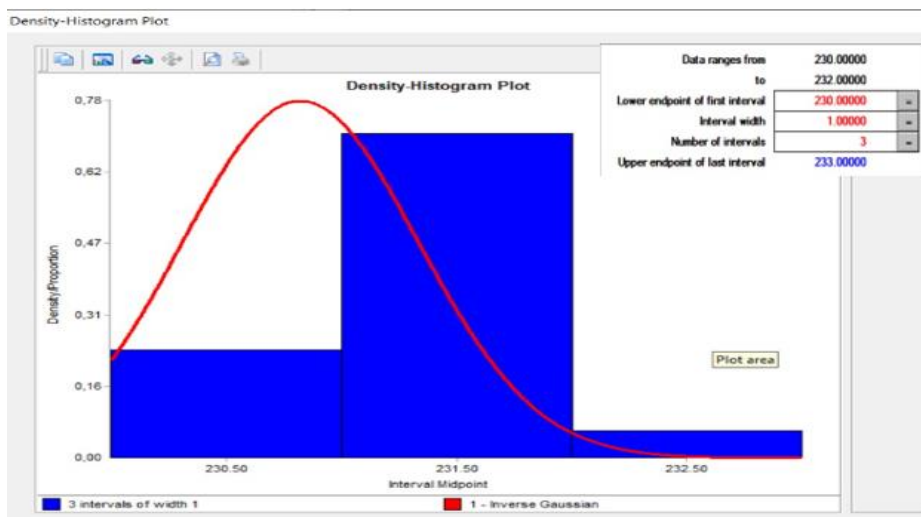 Density-Histogram Plot
Data ranges from 230.00000
to 232.00000
Lower endpoint of first interval 230.00000
Interval width 1.00000
Number of intervals 3
Upper endpoint of last interval 233.00000
Density-Histogram Plot
0,78
0,62
0,47
0,31
0,16
0,00
Density/Proportion
Plot area
230.50 231.50 232.50
Interval Midpoint
3 intervals of width 1 1 - Inverse Gaussian